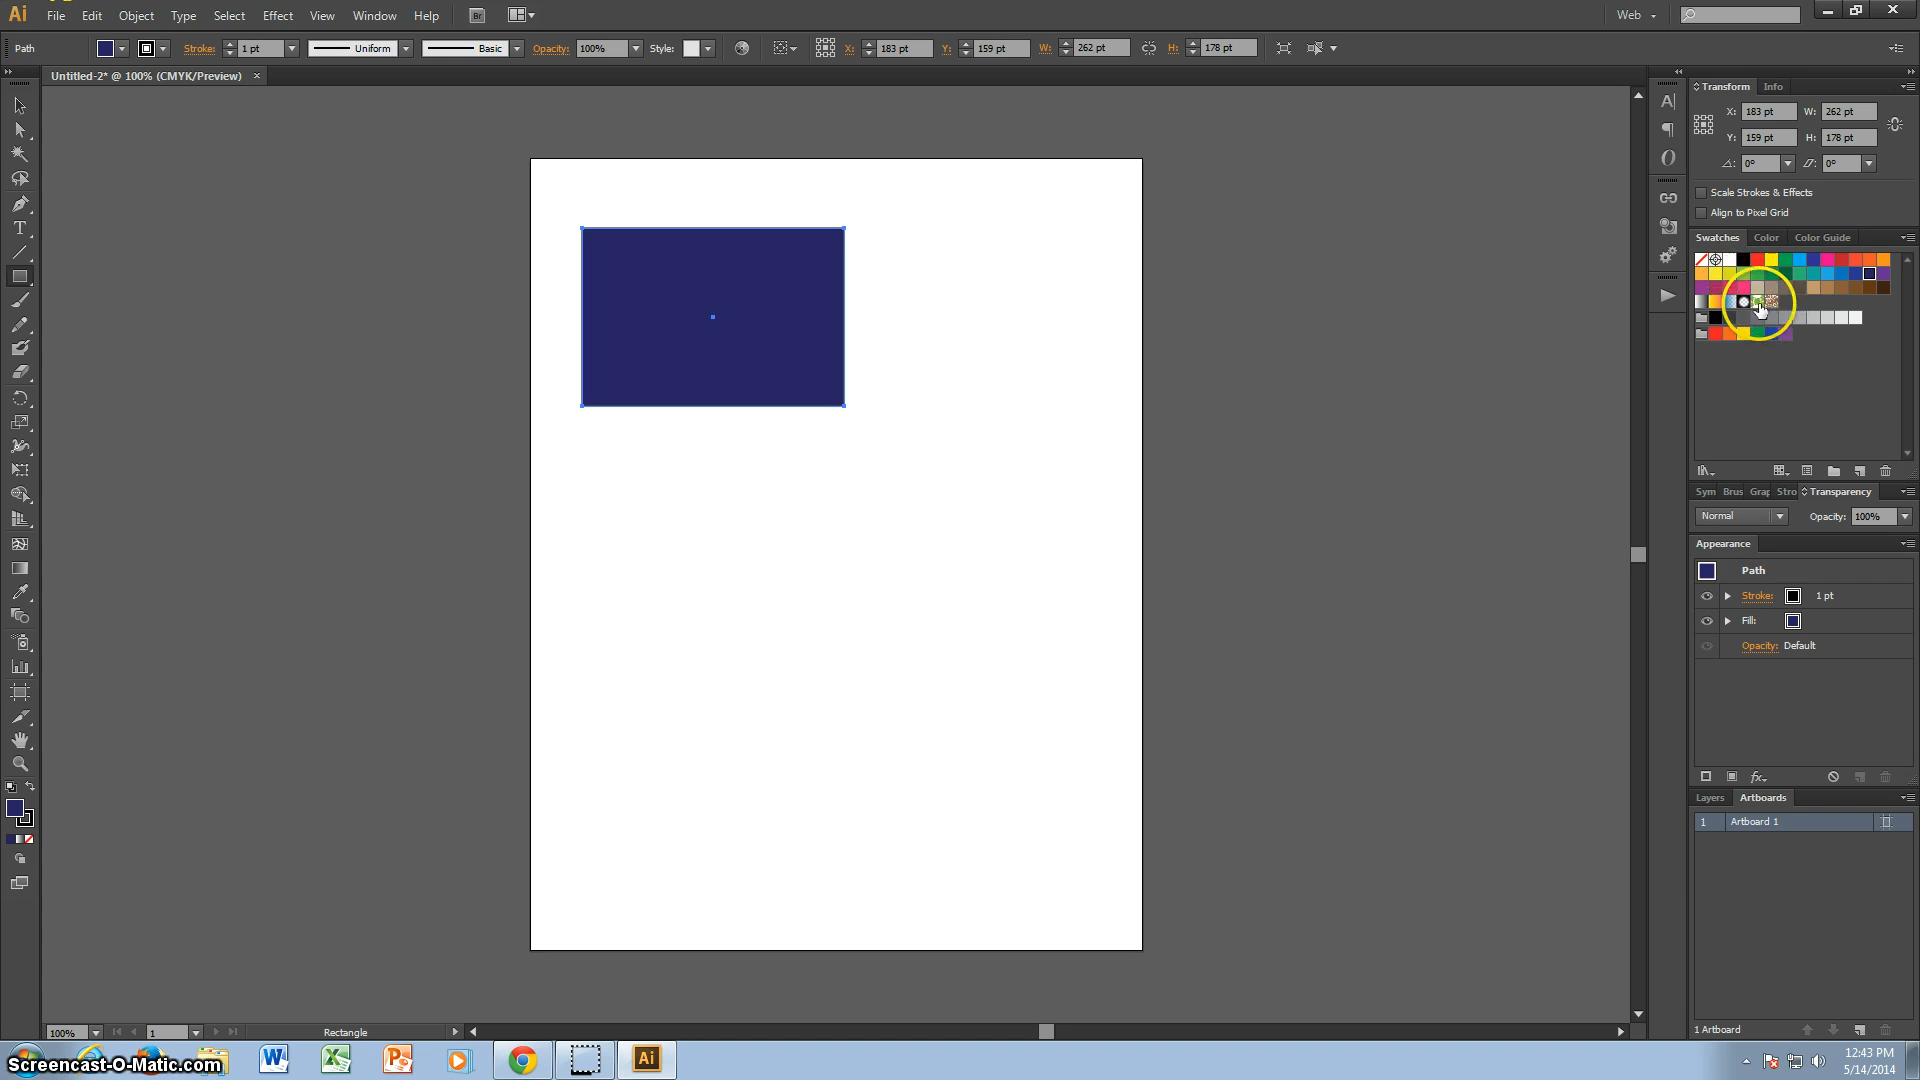 Ai File Edit Object Type Select Effect View Window Help Br Web
Path Stroke: 1 pt Uniform Basic Opacity: 100% Style: X: 183 pt Y: 159 pt W: 262 pt H: 178 pt
Untitled-2* @ 100% (CMYK/Preview)
Transform Info
X: 183 pt W: 262 pt
Y: 159 pt H: 178 pt
0° 0°
Scale Strokes & Effects
Align to Pixel Grid
Swatches Color Color Guide
Sym Brus Grap Stro Transparency
Normal Opacity: 100%
Appearance
Path
Stroke: 1 pt
Fill:
Opacity: Default
fx
Layers Artboards
1 Artboard 1
1 Artboard
100% 1 Rectangle
Screencast-O-Matic.com
Ai
12:43 PM
5/14/2014